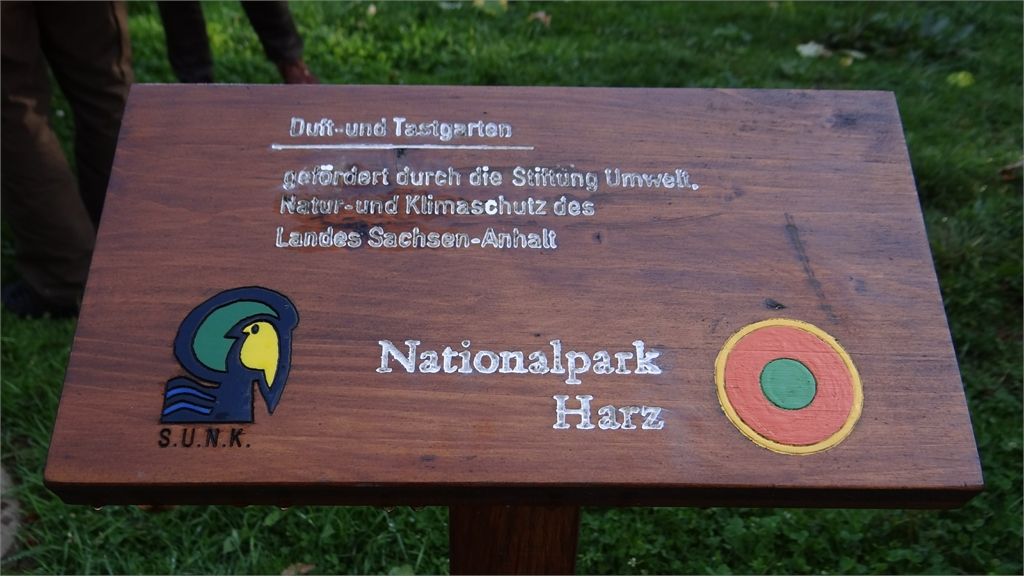 Duft-und Tastgarten
gefördert durch die Stiftung Umwelt,
Natur-und Klimaschutz des
Landes Sachsen-Anhalt
Nationalpark
Harz
S.U.N.K.